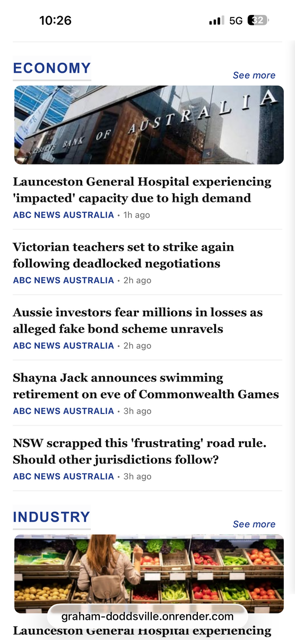 10:26
5G
32
ECONOMY
See more
BANK OF AUSTRALIA
Launceston General Hospital experiencing
'impacted' capacity due to high demand
ABC NEWS AUSTRALIA • 1h ago
Victorian teachers set to strike again
following deadlocked negotiations
ABC NEWS AUSTRALIA • 2h ago
Aussie investors fear millions in losses as
alleged fake bond scheme unravels
ABC NEWS AUSTRALIA • 2h ago
Shayna Jack announces swimming
retirement on eve of Commonwealth Games
ABC NEWS AUSTRALIA • 3h ago
NSW scrapped this 'frustrating' road rule.
Should other jurisdictions follow?
ABC NEWS AUSTRALIA • 3h ago
INDUSTRY
See more
graham-doddsville.onrender.com
Launceston General Hospital experiencing